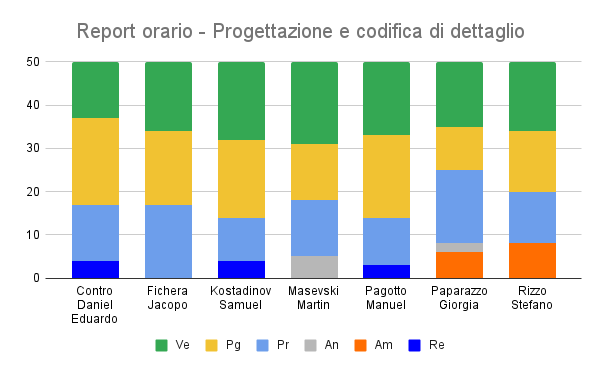 Report orario - Progettazione e codifica di dettaglio
50
40
30
20
10
0
Contro Daniel Eduardo
Fichera Jacopo
Kostadinov Samuel
Masevski Martin
Pagotto Manuel
Paparazzo Giorgia
Rizzo Stefano
Ve Pg Pr An Am Re